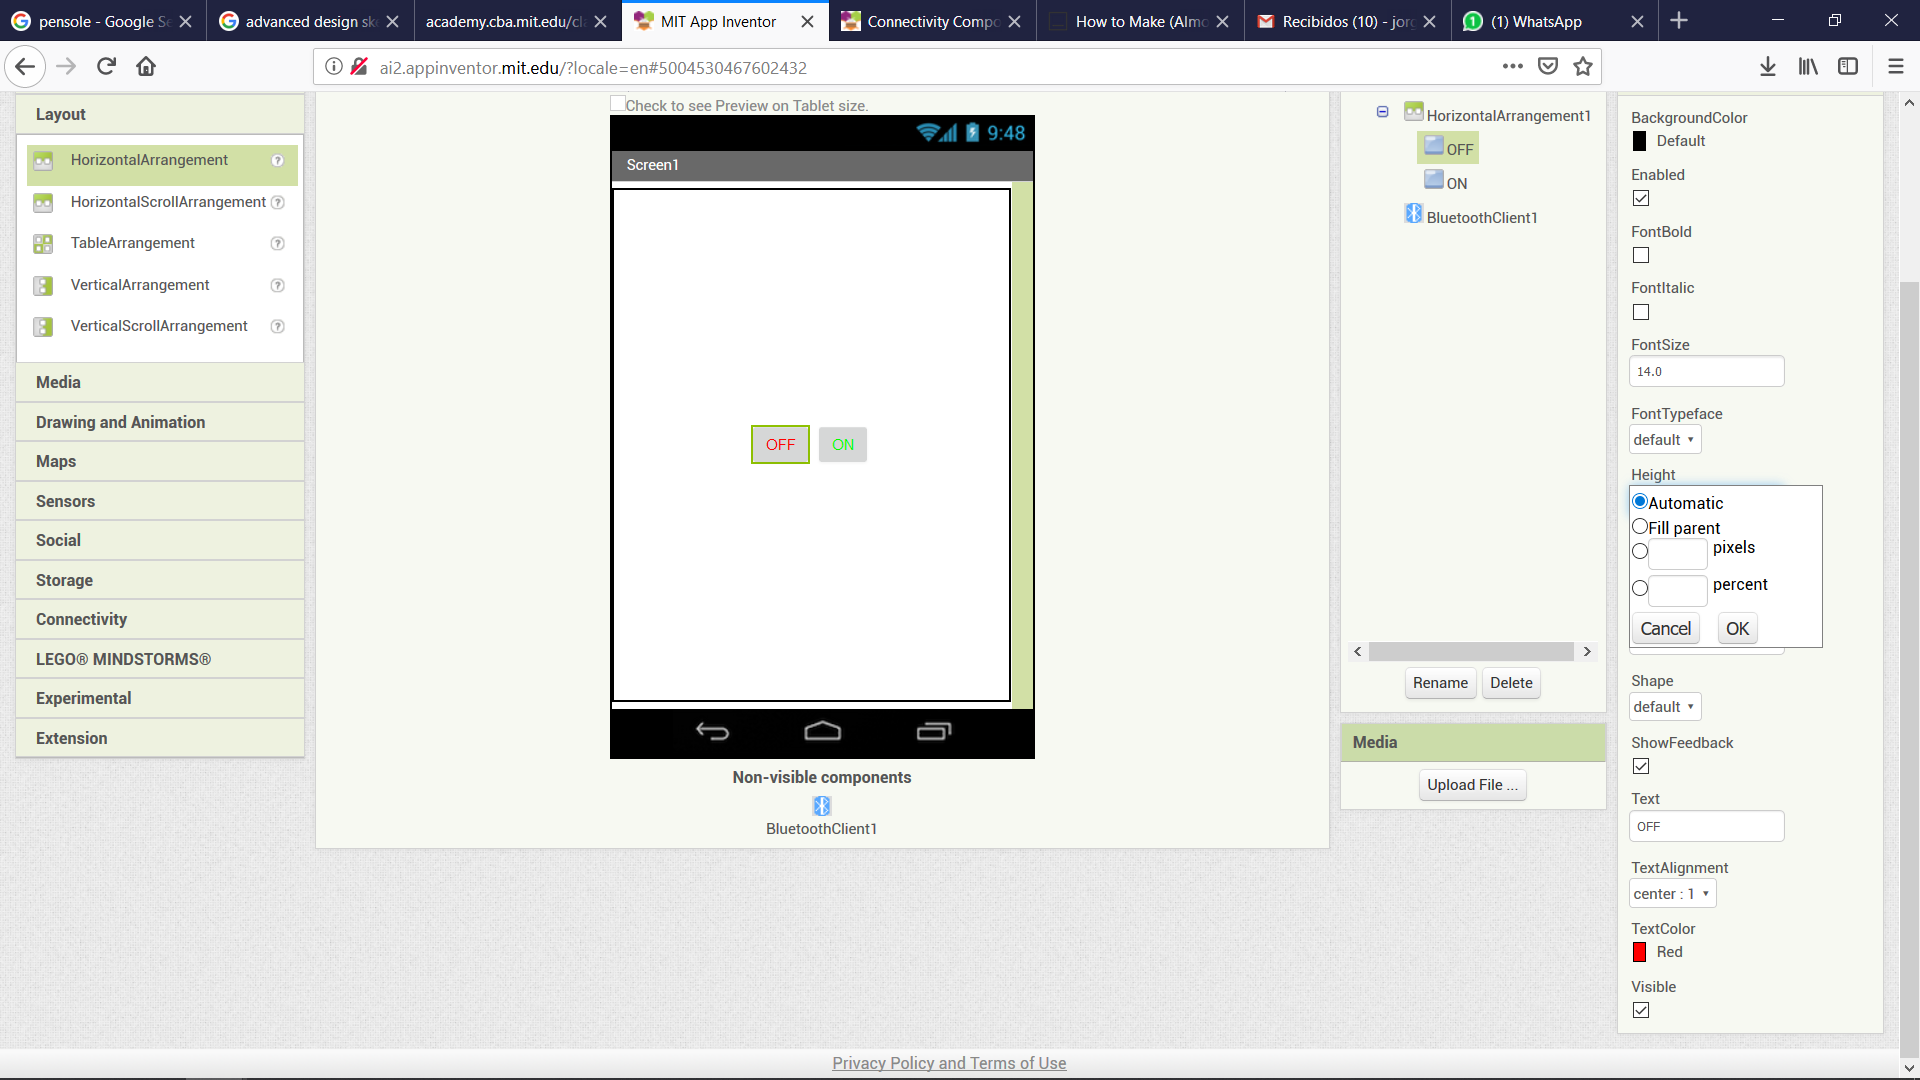 pensole - Google Se
advanced design ske
academy.cba.mit.edu/cla
MIT App Inventor
Connectivity Compo
How to Make (Almo
Recibidos (10) - jorg
(1) WhatsApp
ai2.appinventor.mit.edu/?locale=en#5004530467602432
Layout
HorizontalArrangement ?
HorizontalScrollArrangement ?
TableArrangement ?
VerticalArrangement ?
VerticalScrollArrangement ?
Media
Drawing and Animation
Maps
Sensors
Social
Storage
Connectivity
LEGO® MINDSTORMS®
Experimental
Extension
Check to see Preview on Tablet size.
9:48
Screen1
OFF ON
Non-visible components
BluetoothClient1
HorizontalArrangement1
OFF
ON
BluetoothClient1
Rename Delete
Media
Upload File ...
BackgroundColor
Default
Enabled
FontBold
FontItalic
FontSize
14.0
FontTypeface
default
Height
Automatic
Fill parent
pixels
percent
Cancel OK
Shape
default
ShowFeedback
Text
OFF
TextAlignment
center : 1
TextColor
Red
Visible
Privacy Policy and Terms of Use